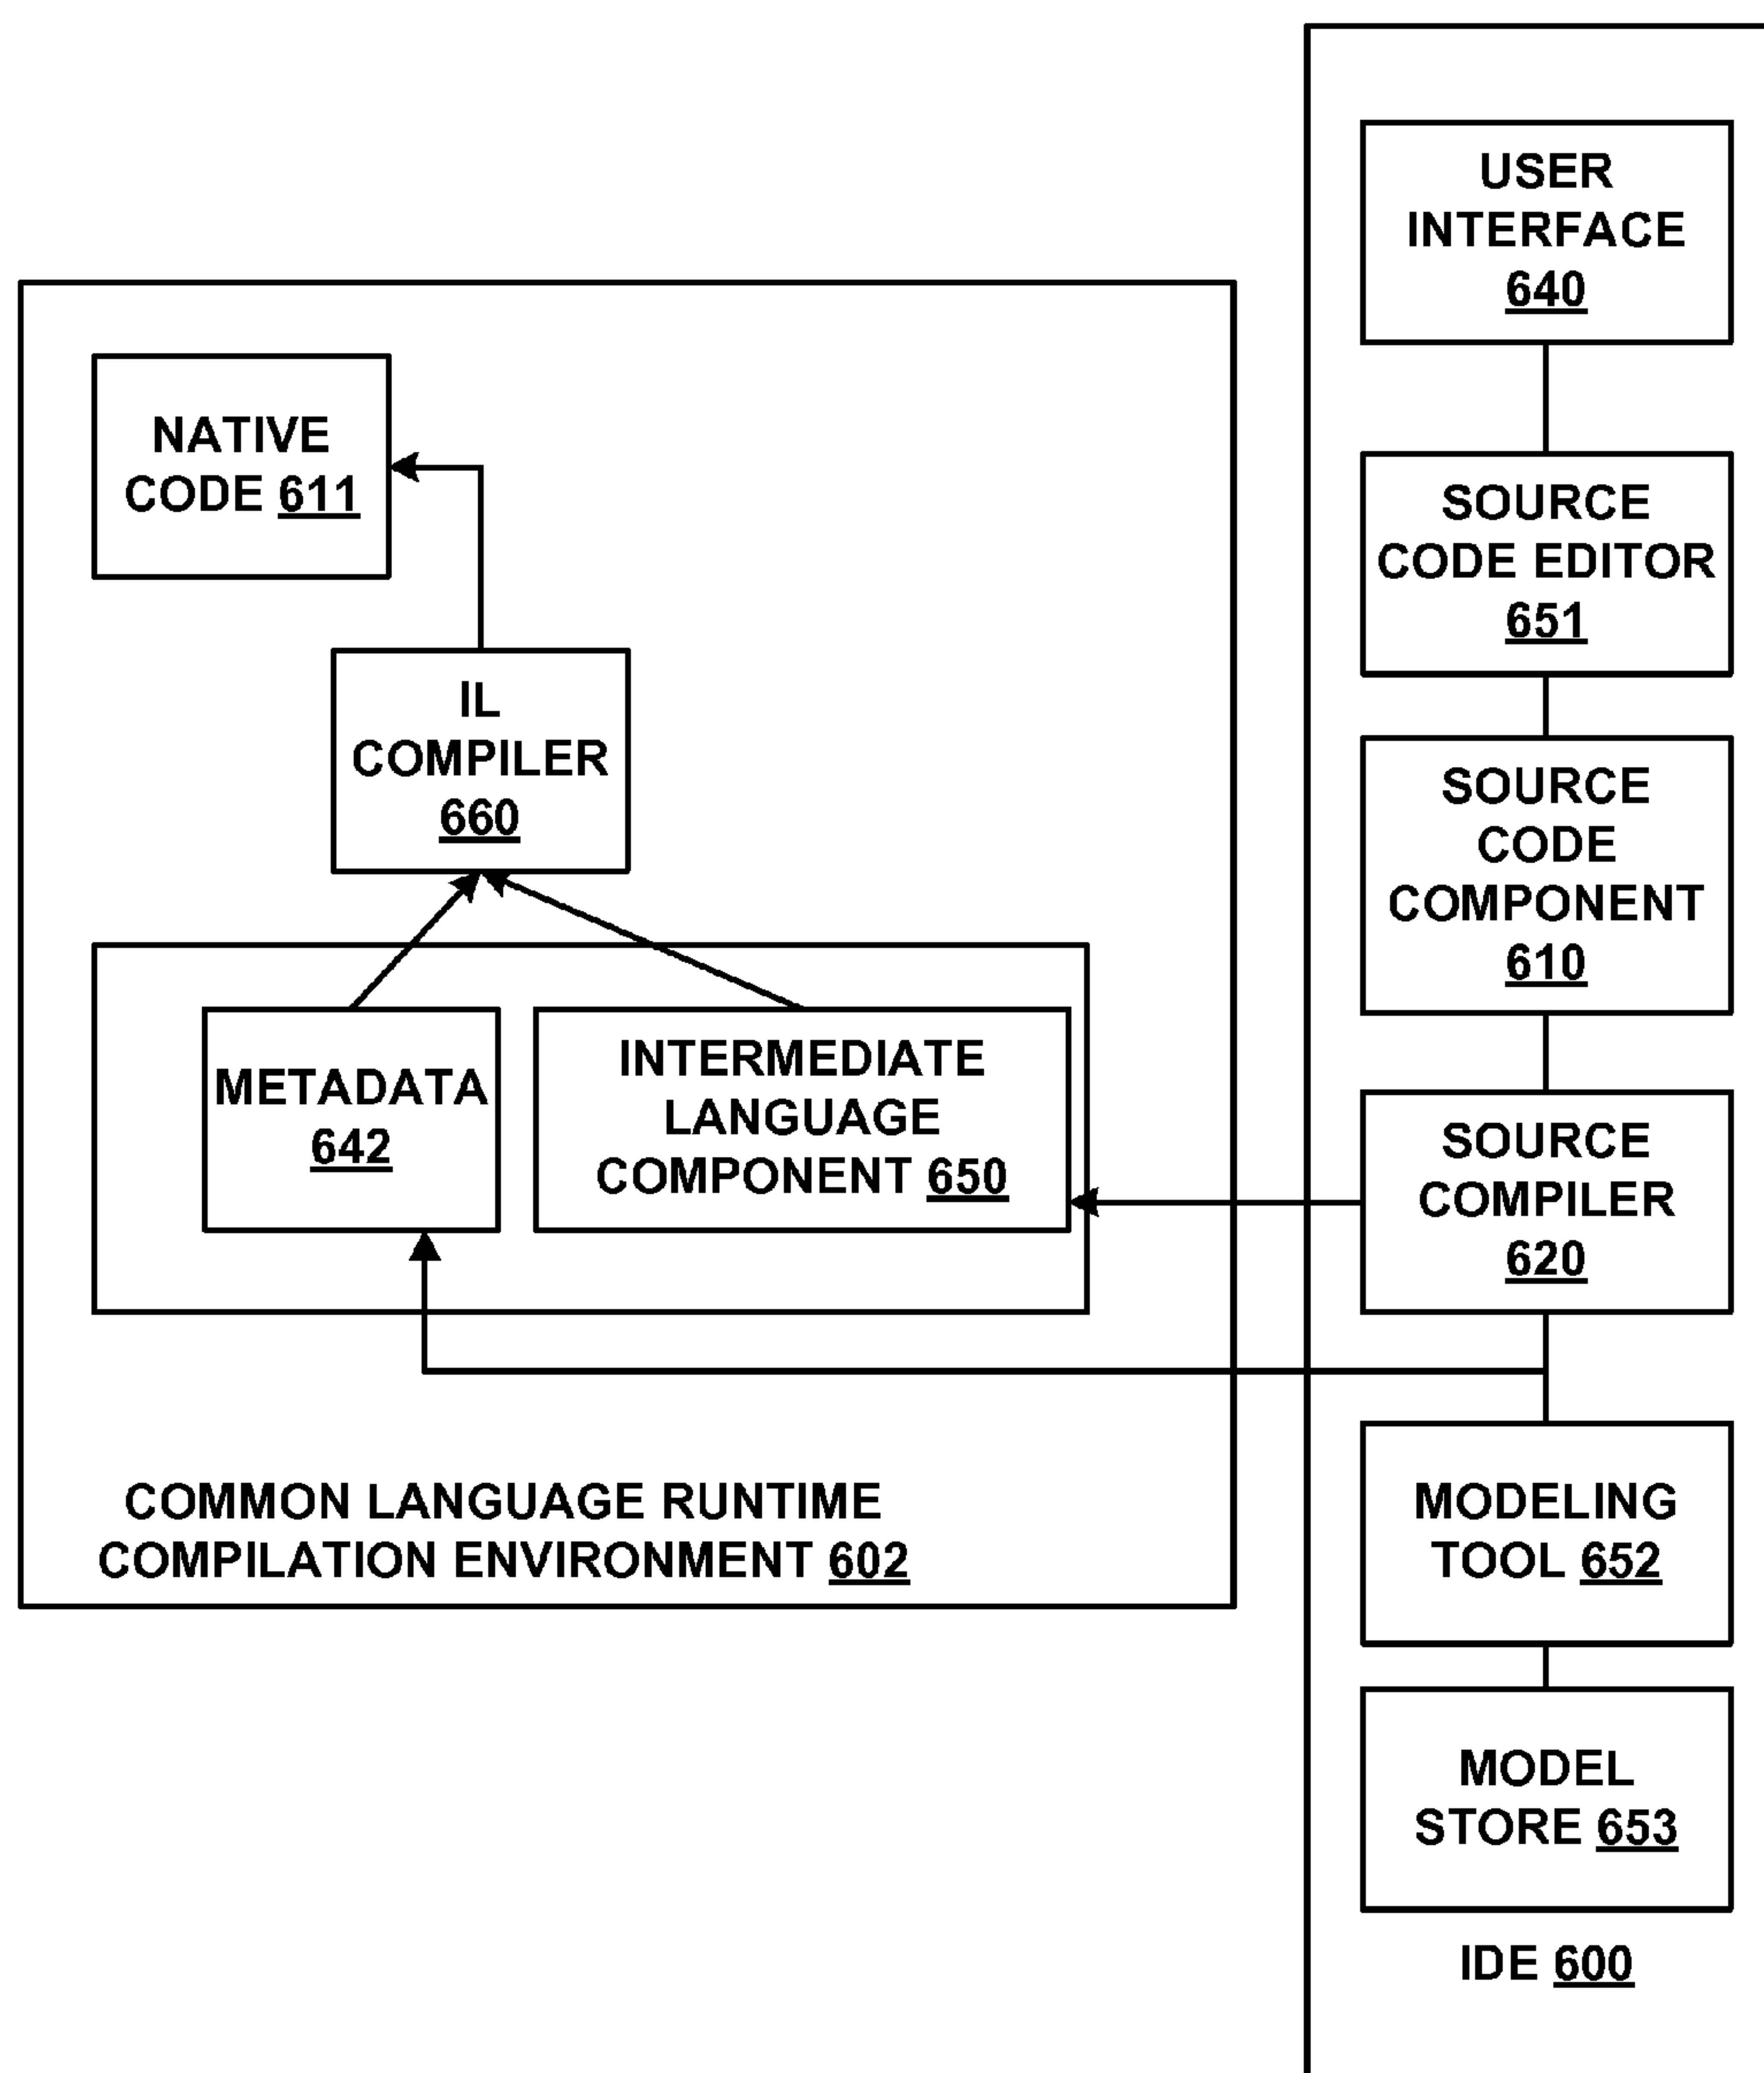 USER
INTERFACE
640
NATIVE
CODE 611
SOURCE
CODE EDITOR
651
IL
COMPILER
660
SOURCE
CODE
COMPONENT
610
METADATA
642
INTERMEDIATE
LANGUAGE
COMPONENT 650
SOURCE
COMPILER
620
COMMON LANGUAGE RUNTIME
COMPILATION ENVIRONMENT 602
MODELING
TOOL 652
MODEL
STORE 653
IDE 600